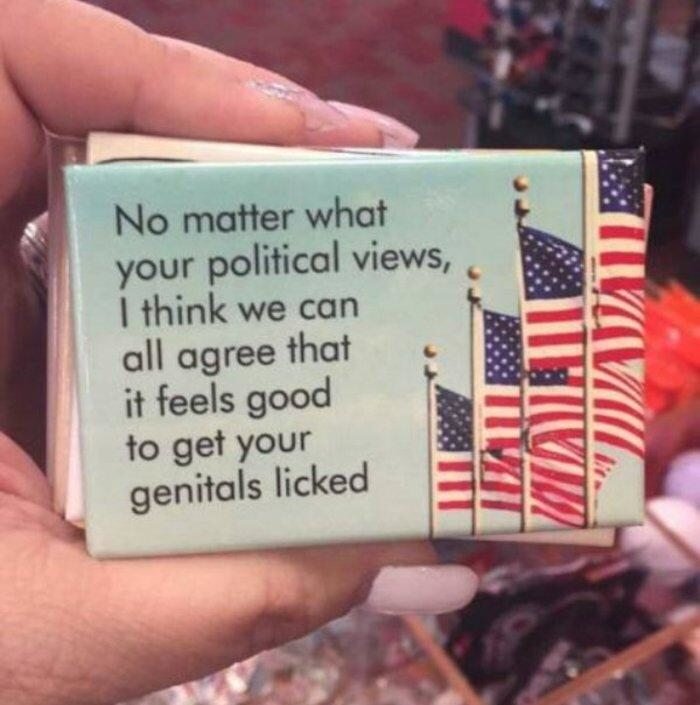 No matter what
your political views,
I think we can
all agree that
it feels good
to get your
genitals licked